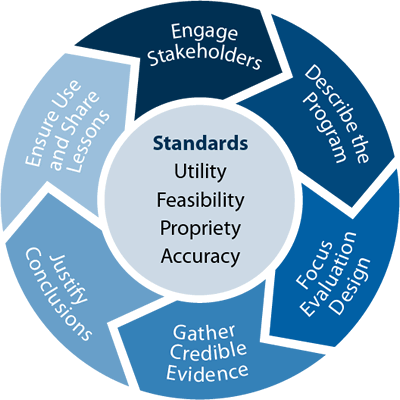 Engage
Stakeholders
Describe the
Program
Focus
Evaluation
Design
Gather
Credible
Evidence
Justify
Conclusions
Ensure Use
and Share
Lessons
Standards
Utility
Feasibility
Propriety
Accuracy